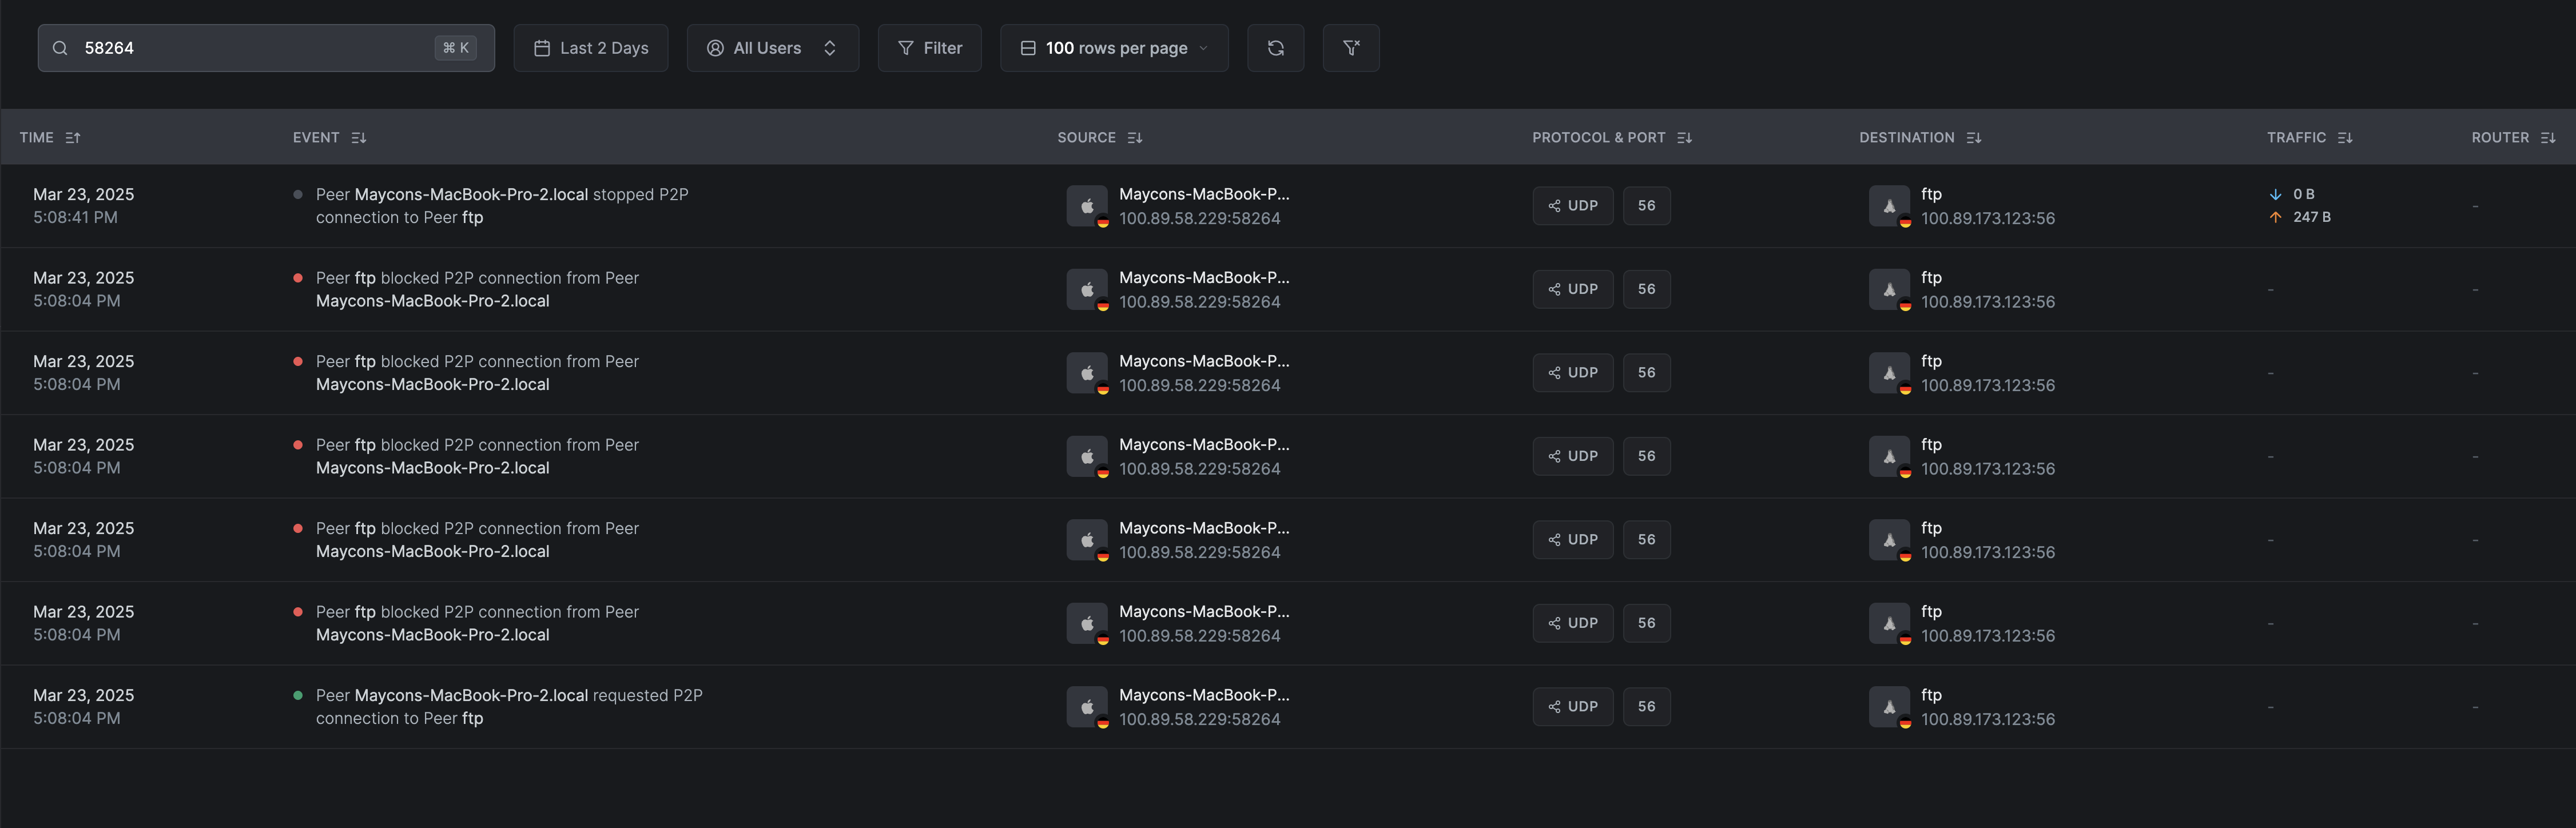 58264 ⌘ K Last 2 Days All Users Filter 100 rows per page
TIME EVENT SOURCE PROTOCOL & PORT DESTINATION TRAFFIC ROUTER
Mar 23, 2025
5:08:41 PM
Peer Maycons-MacBook-Pro-2.local stopped P2P
connection to Peer ftp
Maycons-MacBook-P...
100.89.58.229:58264
UDP 56
ftp
100.89.173.123:56
0 B
247 B
-
Mar 23, 2025
5:08:04 PM
Peer ftp blocked P2P connection from Peer
Maycons-MacBook-Pro-2.local
Maycons-MacBook-P...
100.89.58.229:58264
UDP 56
ftp
100.89.173.123:56
-
-
Mar 23, 2025
5:08:04 PM
Peer ftp blocked P2P connection from Peer
Maycons-MacBook-Pro-2.local
Maycons-MacBook-P...
100.89.58.229:58264
UDP 56
ftp
100.89.173.123:56
-
-
Mar 23, 2025
5:08:04 PM
Peer ftp blocked P2P connection from Peer
Maycons-MacBook-Pro-2.local
Maycons-MacBook-P...
100.89.58.229:58264
UDP 56
ftp
100.89.173.123:56
-
-
Mar 23, 2025
5:08:04 PM
Peer ftp blocked P2P connection from Peer
Maycons-MacBook-Pro-2.local
Maycons-MacBook-P...
100.89.58.229:58264
UDP 56
ftp
100.89.173.123:56
-
-
Mar 23, 2025
5:08:04 PM
Peer ftp blocked P2P connection from Peer
Maycons-MacBook-Pro-2.local
Maycons-MacBook-P...
100.89.58.229:58264
UDP 56
ftp
100.89.173.123:56
-
-
Mar 23, 2025
5:08:04 PM
Peer Maycons-MacBook-Pro-2.local requested P2P
connection to Peer ftp
Maycons-MacBook-P...
100.89.58.229:58264
UDP 56
ftp
100.89.173.123:56
-
-